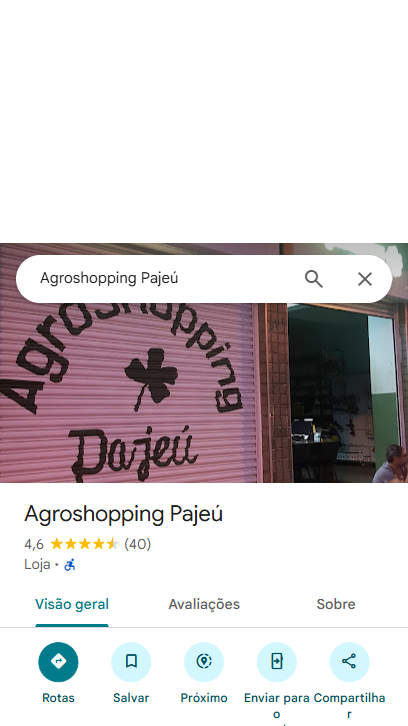 Agroshopping Pajeú
Agroshopping
Pajeú
Agroshopping Pajeú
4,6 (40)
Loja ·
Visão geral Avaliações Sobre
Rotas Salvar Próximo Enviar para o Compartilhar